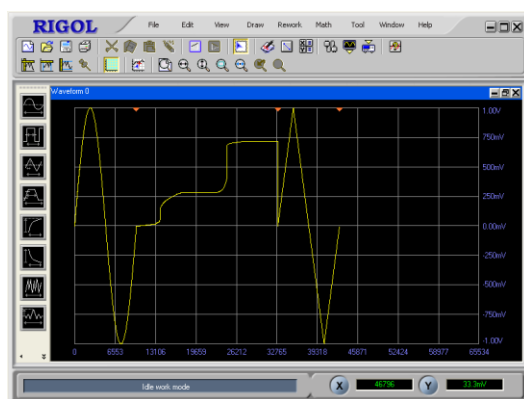 RIGOL File Edit View Draw Rework Math Tool Window Help
Waveform 0
1.00V
750mV
500mV
250mV
0.00V
-250mV
-500mV
-750mV
-1.00V
0 6553 13106 19659 26212 32765 39318 45871 52424 58977 65534
Idle work mode X 46796 Y 33.3mV